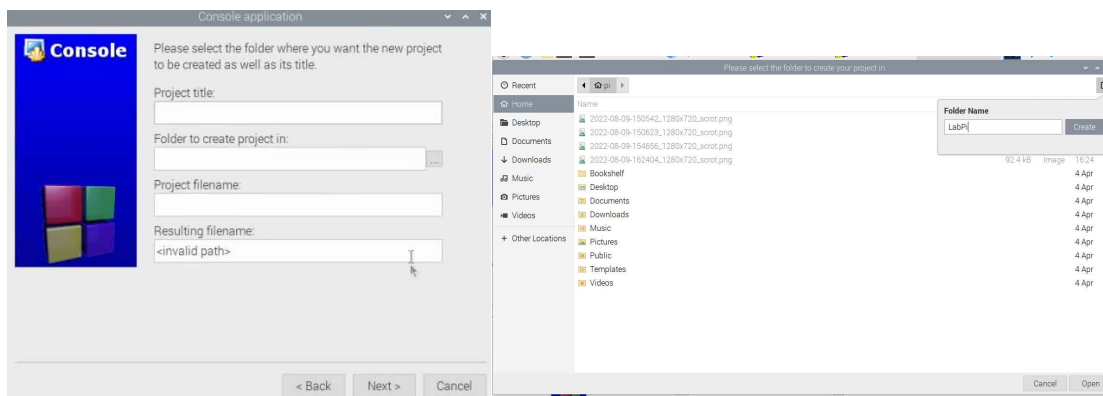 Console application
Console
Please select the folder where you want the new project
to be created as well as its title.
Project title:
Folder to create project in:
...
Project filename:
Resulting filename:
<invalid path>
< Back
Next >
Cancel
Please select the folder to create your project in
Recent
Home
Desktop
Documents
Downloads
Music
Pictures
Videos
+ Other Locations
pi
Name
2022-08-09-150542_1280x720_scrot.png
2022-08-09-150623_1280x720_scrot.png
2022-08-09-154656_1280x720_scrot.png
2022-08-09-162404_1280x720_scrot.png 92.4 kB Image 16:24
Bookshelf 4 Apr
Desktop 4 Apr
Documents 4 Apr
Downloads 4 Apr
Music 4 Apr
Pictures 4 Apr
Public 4 Apr
Templates 4 Apr
Videos 4 Apr
Folder Name
LabPi
Create
Cancel
Open